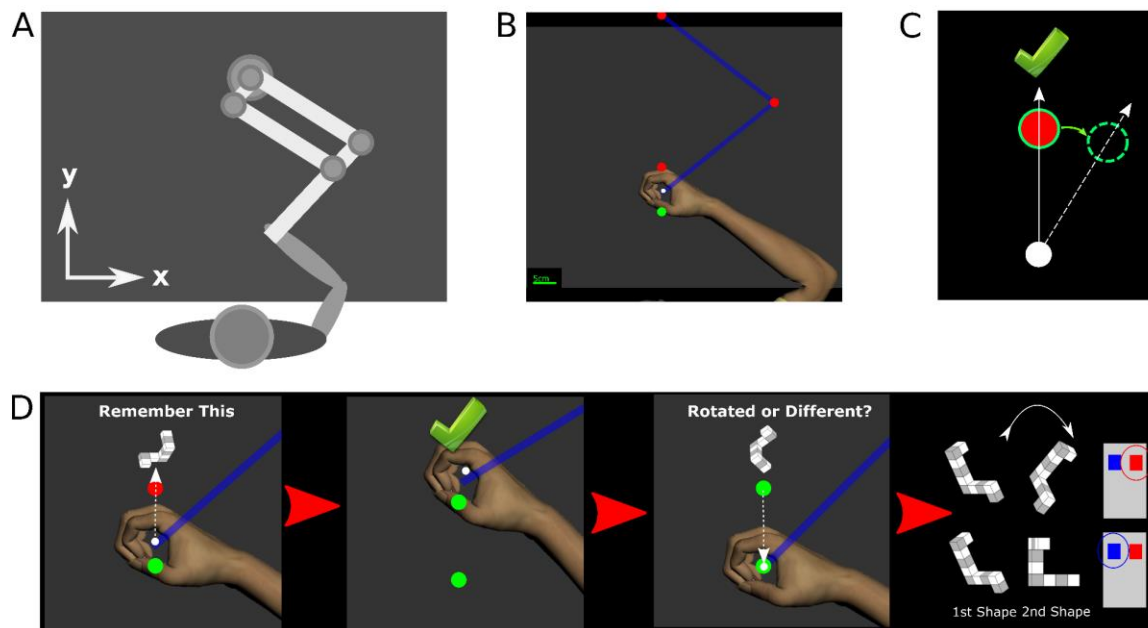 A
B
C
y
x
5cm
D
Remember This
Rotated or Different?
1st Shape 2nd Shape